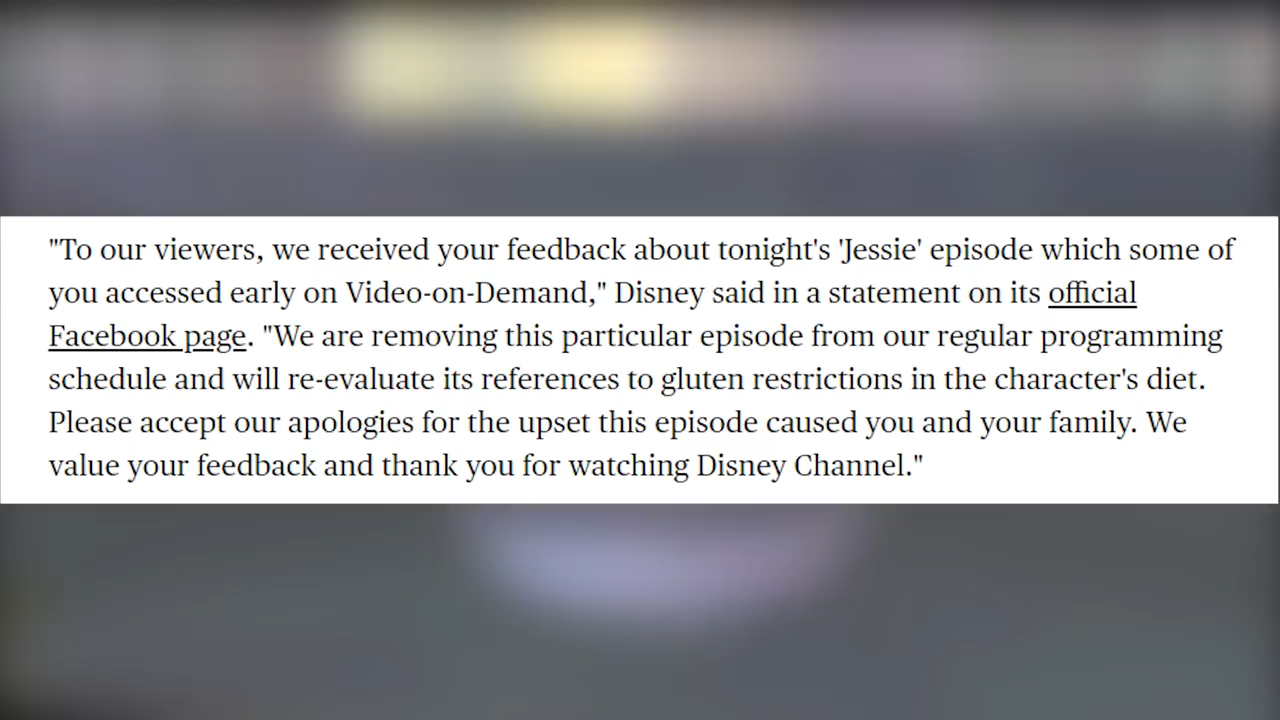 "To our viewers, we received your feedback about tonight's 'Jessie' episode which some of
you accessed early on Video-on-Demand," Disney said in a statement on its official
Facebook page. "We are removing this particular episode from our regular programming
schedule and will re-evaluate its references to gluten restrictions in the character's diet.
Please accept our apologies for the upset this episode caused you and your family. We
value your feedback and thank you for watching Disney Channel."